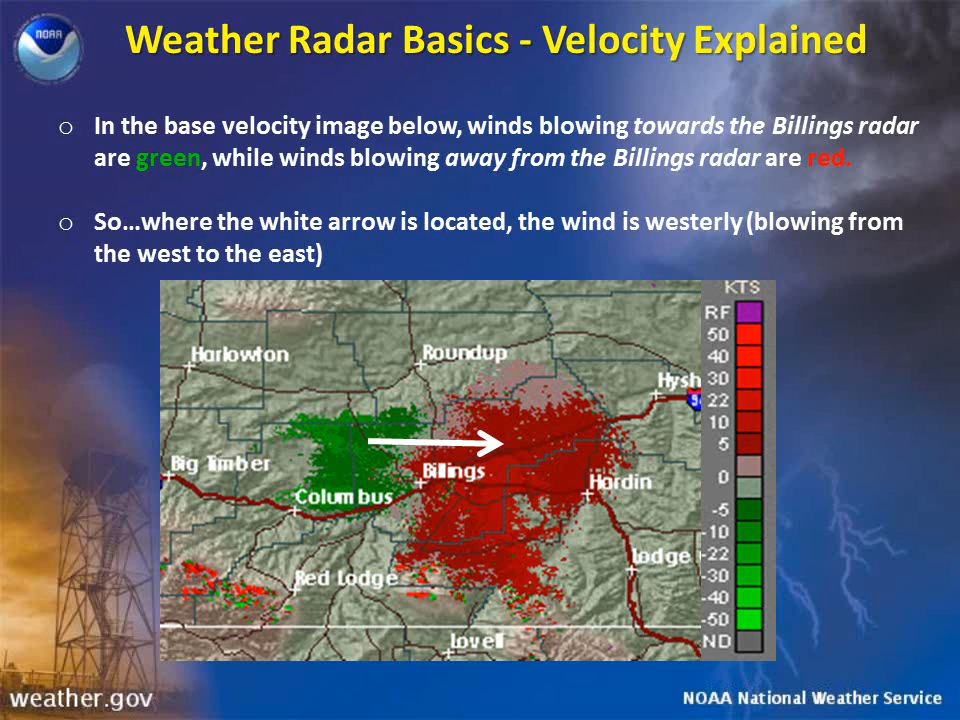 NOAA
Weather Radar Basics - Velocity Explained
o In the base velocity image below, winds blowing towards the Billings radar
are green, while winds blowing away from the Billings radar are red.
o So…where the white arrow is located, the wind is westerly (blowing from
the west to the east)
KTS
RF
50
40
30
22
10
5
0
-5
-10
-22
-30
-40
-50
ND
Harlowton
Roundup
Hysh
Big Timber
Billings
Hardin
Columbus
Lodge
Red Lodge
Lovell
weather.gov
NOAA National Weather Service